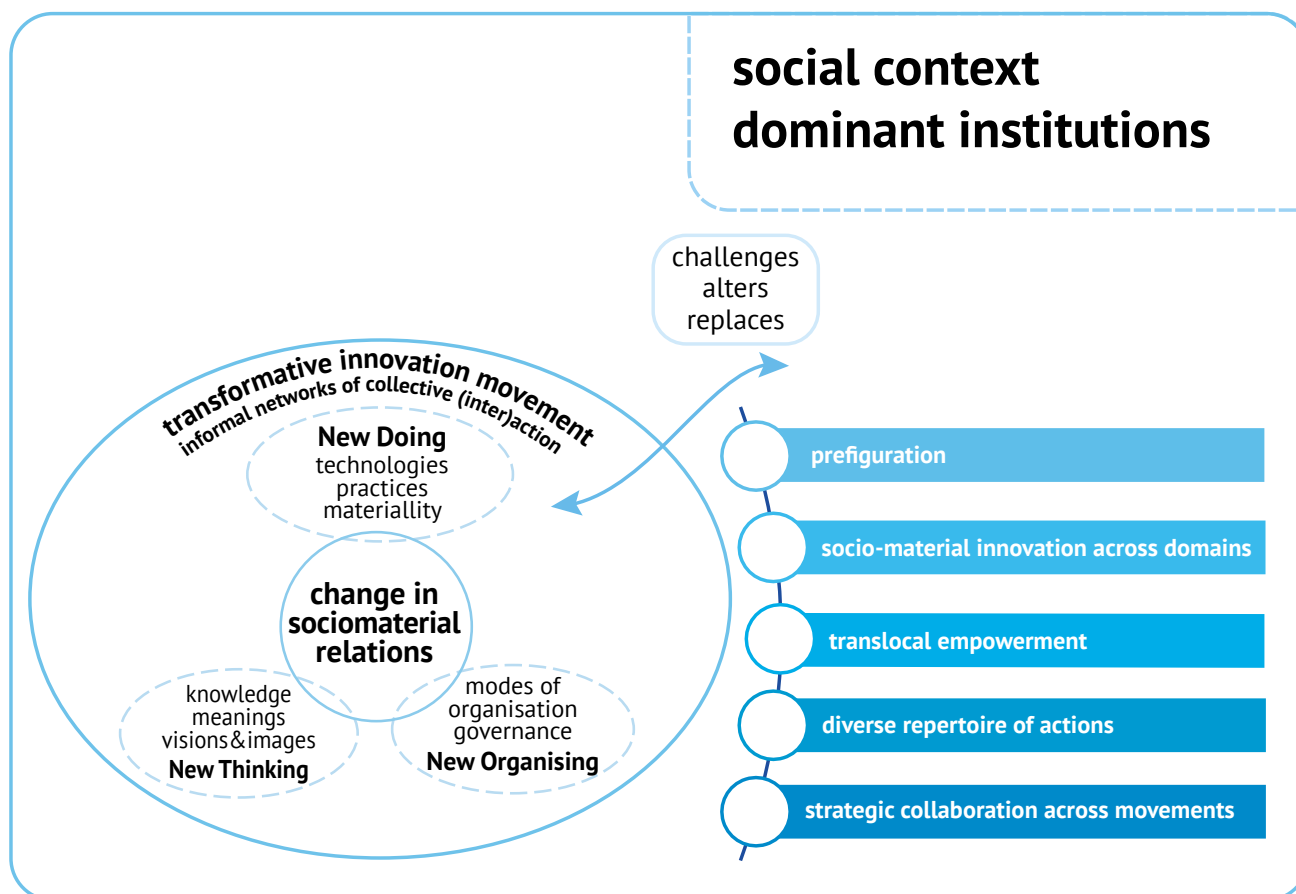 social context
dominant institutions
challenges
alters
replaces
transformative innovation movement
informal networks of collective (inter)action
New Doing
technologies
practices
materiallity
change in
sociomaterial
relations
knowledge
meanings
visions&images
New Thinking
modes of
organisation
governance
New Organising
prefiguration
socio-material innovation across domains
translocal empowerment
diverse repertoire of actions
strategic collaboration across movements